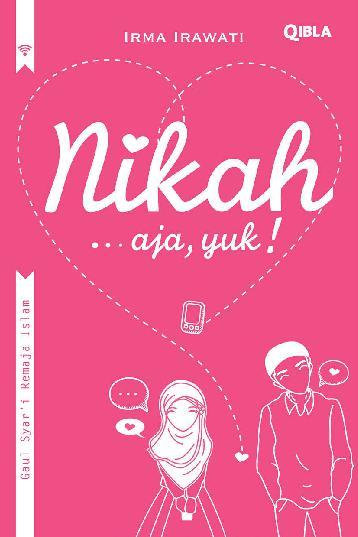 IRMA IRAWATI
QIBLA
Nikah
...aja, yuk!
Gaul Syar'i Remaja Islam
...